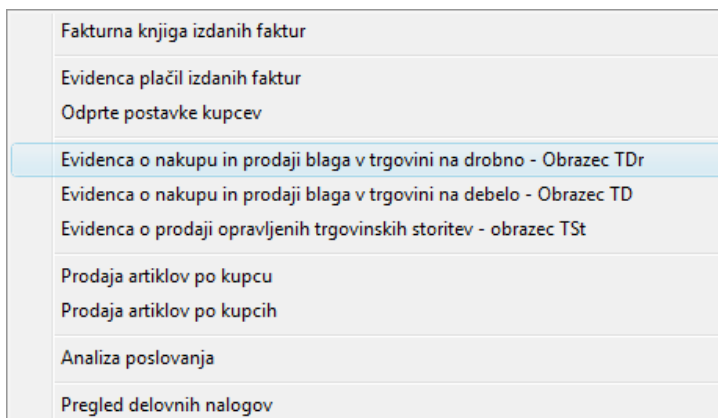 Fakturna knjiga izdanih faktur
Evidenca plačil izdanih faktur
Odprte postavke kupcev
Evidenca o nakupu in prodaji blaga v trgovini na drobno - Obrazec TDr
Evidenca o nakupu in prodaji blaga v trgovini na debelo - Obrazec TD
Evidenca o prodaji opravljenih trgovinskih storitev - obrazec TSt
Prodaja artiklov po kupcu
Prodaja artiklov po kupcih
Analiza poslovanja
Pregled delovnih nalogov